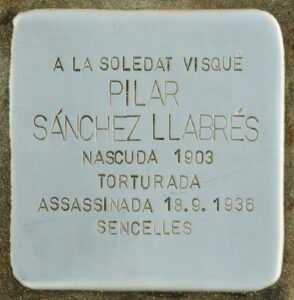 A LA SOLEDAT VISQUÉ
PILAR
SÁNCHEZ LLABRÉS
NASCUDA 1903
TORTURADA
ASSASSINADA 18.9.1936
SENCELLES